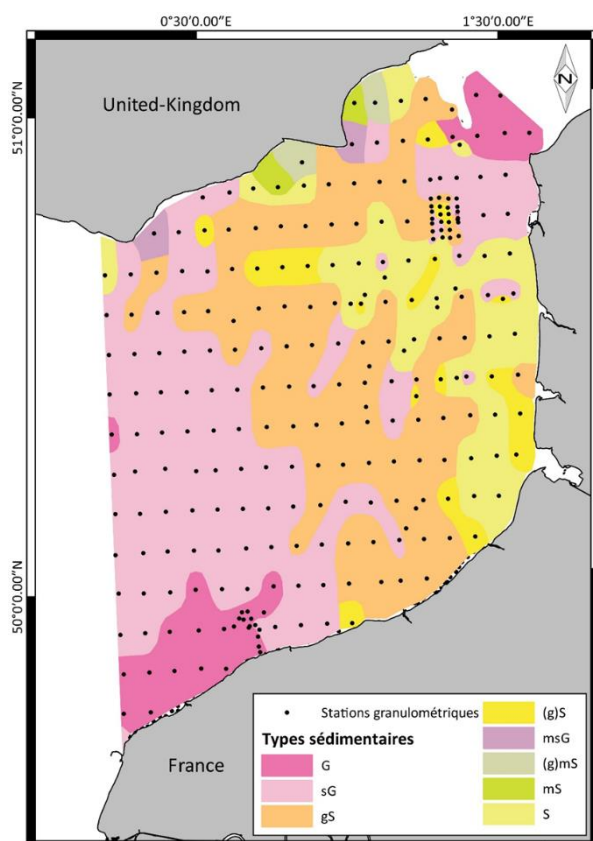 0°30'0.00"E 1°30'0.00"E
N
United-Kingdom
51°0'0.00"N
50°0'0.00"N
France
Stations granulométriques
Types sédimentaires
G
sG
gS
(g)S
msG
(g)mS
mS
S